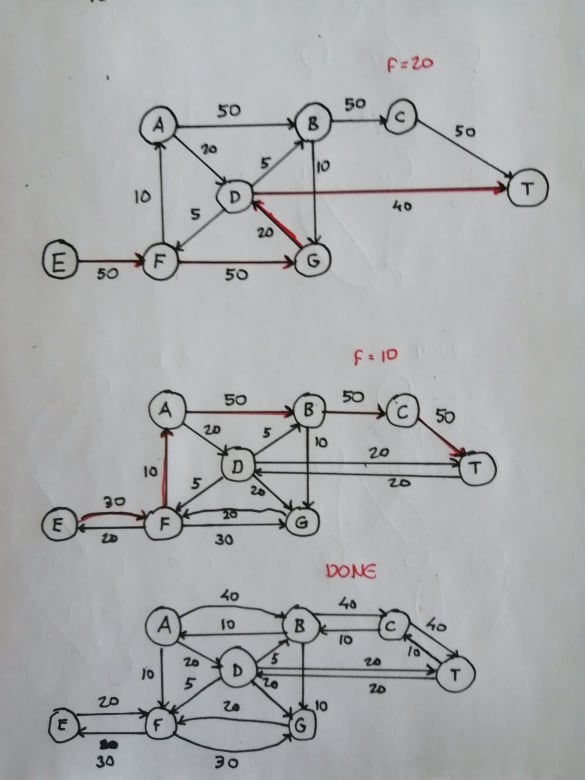 F=20
A 50 B 50 C
50
20 5 10
10 D T
40
5 20
E 50 F 50 G
F=10
A 50 B 50 C 50
20 5 10
10 D 20 T
20
5 20
E 30 F 20 G
20 30
DONE
40 40
A 10 B 10 C 40
10
10 20 D 5 20 T
5 20 20
10
E 20 F 20 G
30 30